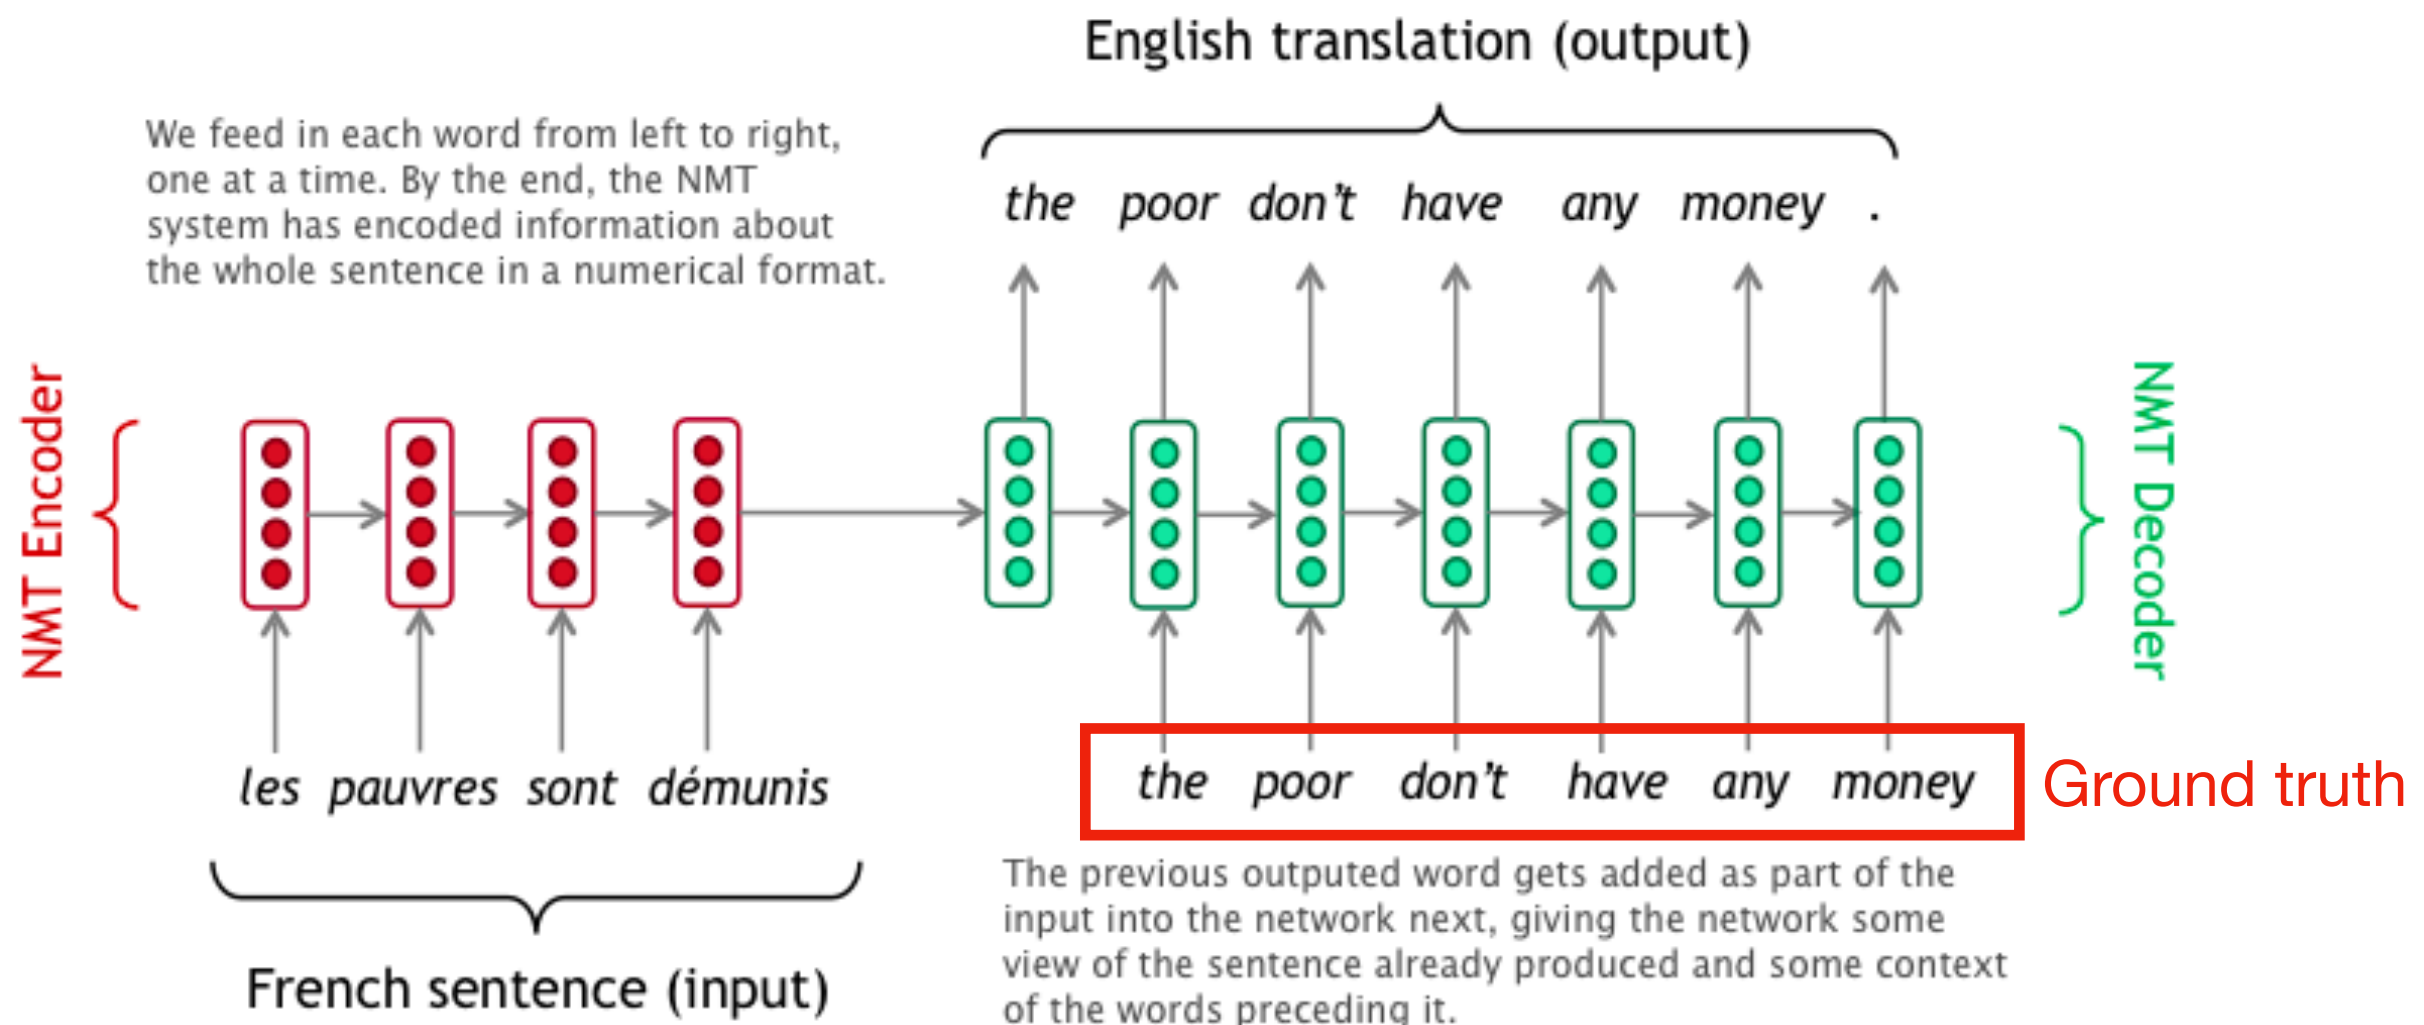 English translation (output)
We feed in each word from left to right,
one at a time. By the end, the NMT
system has encoded information about
the whole sentence in a numerical format.
the poor don't have any money .
NMT Encoder
NMT Decoder
les pauvres sont démunis
the poor don't have any money
Ground truth
French sentence (input)
The previous outputed word gets added as part of the
input into the network next, giving the network some
view of the sentence already produced and some context
of the words preceding it.